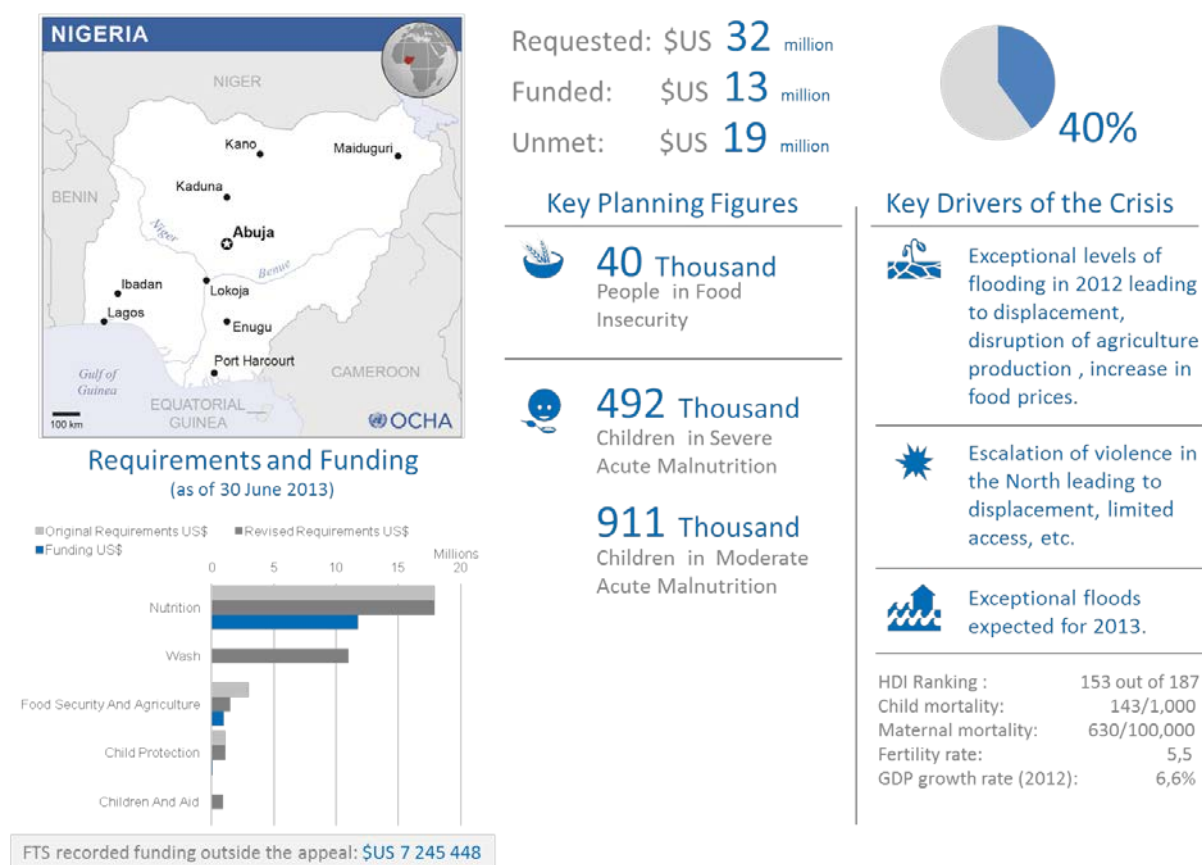 NIGERIA
NIGER
Kano
Maiduguri
Kaduna
BENIN
Niger
Abuja
Benue
Ibadan
Lokoja
Lagos
Enugu
Port Harcourt
CAMEROON
Gulf of
Guinea
EQUATORIAL
GUINEA
100 km
OCHA
Requirements and Funding
(as of 30 June 2013)
Original Requirements US$ Revised Requirements US$
Funding US$
Millions
0 5 10 15 20
Nutrition
Wash
Food Security And Agriculture
Child Protection
Children And Aid
FTS recorded funding outside the appeal: $US 7 245 448
Requested: $US 32 million
Funded: $US 13 million
Unmet: $US 19 million
40%
Key Planning Figures
40 Thousand
People in Food
Insecurity
492 Thousand
Children in Severe
Acute Malnutrition
911 Thousand
Children in Moderate
Acute Malnutrition
Key Drivers of the Crisis
Exceptional levels of
flooding in 2012 leading
to displacement,
disruption of agriculture
production , increase in
food prices.
Escalation of violence in
the North leading to
displacement, limited
access, etc.
Exceptional floods
expected for 2013.
HDI Ranking : 153 out of 187
Child mortality: 143/1,000
Maternal mortality: 630/100,000
Fertility rate: 5,5
GDP growth rate (2012): 6,6%